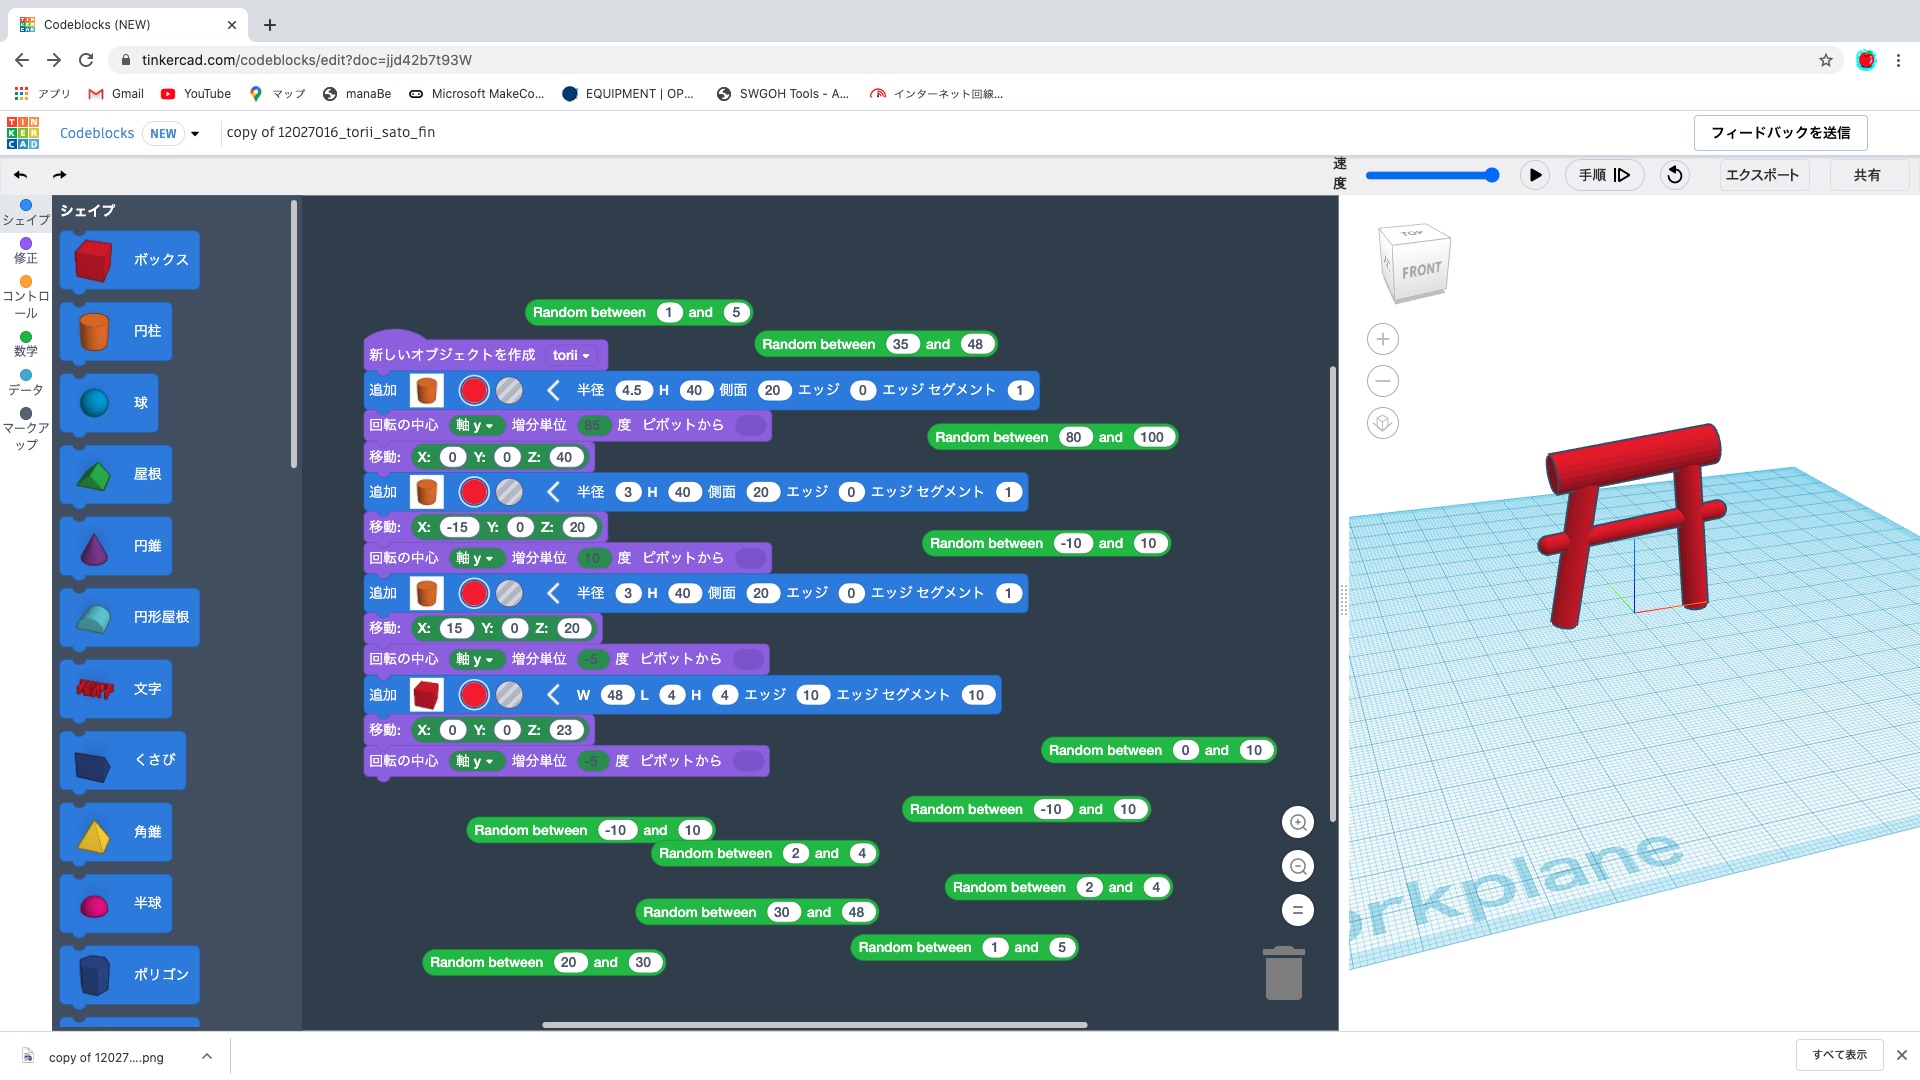 Codeblocks (NEW)
tinkercad.com/codeblocks/edit?doc=jjd42b7t93W
アプリ Gmail YouTube マップ manaBe Microsoft MakeCo... EQUIPMENT | OP... SWGOH Tools - A... インターネット回線...
TINKERCAD Codeblocks NEW copy of 12027016_torii_sato_fin フィードバックを送信
速度 手順 エクスポート 共有
シェイプ
修正
コントロール
数学
データ
マークアップ
シェイプ
ボックス
円柱
球
屋根
円錐
円形屋根
文字
くさび
角錐
半球
ポリゴン
Random between 1 and 5
Random between 35 and 48
新しいオブジェクトを作成 torii
追加 半径 4.5 H 40 側面 20 エッジ 0 エッジ セグメント 1
回転の中心 軸 y 増分単位 85 度 ピボットから
Random between 80 and 100
移動: X: 0 Y: 0 Z: 40
追加 半径 3 H 40 側面 20 エッジ 0 エッジ セグメント 1
移動: X: -15 Y: 0 Z: 20
Random between -10 and 10
回転の中心 軸 y 増分単位 10 度 ピボットから
追加 半径 3 H 40 側面 20 エッジ 0 エッジ セグメント 1
移動: X: 15 Y: 0 Z: 20
回転の中心 軸 y 増分単位 -5 度 ピボットから
追加 W 48 L 4 H 4 エッジ 10 エッジ セグメント 10
移動: X: 0 Y: 0 Z: 23
Random between 0 and 10
回転の中心 軸 y 増分単位 -5 度 ピボットから
Random between -10 and 10
Random between -10 and 10
Random between 2 and 4
Random between 2 and 4
Random between 30 and 48
Random between 1 and 5
Random between 20 and 30
TOP
FRONT
orkplane
copy of 12027....png
すべて表示